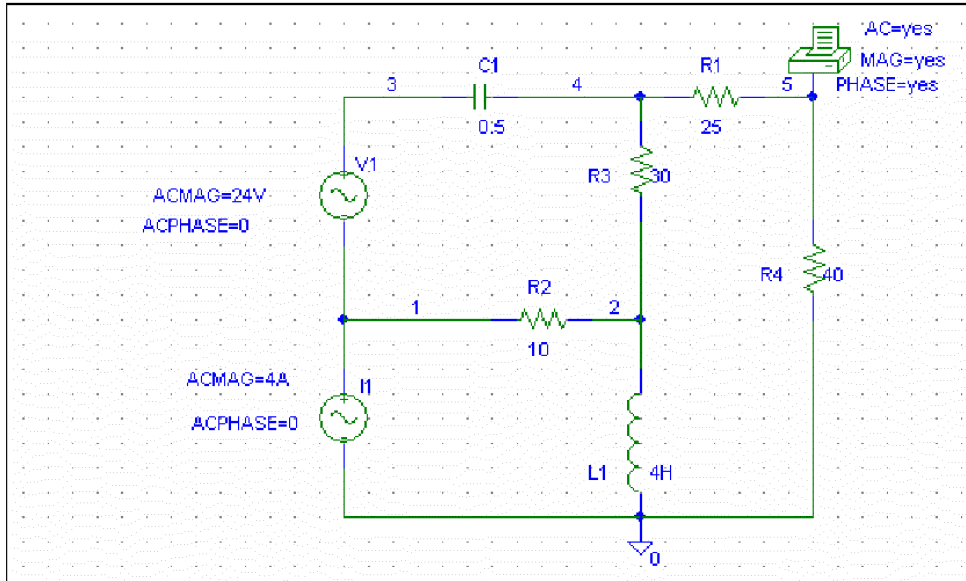 AC=yes
MAG=yes
PHASE=yes
3
C1
4
R1
5
0.5
25
V1
R3
30
ACMAG=24V
ACPHASE=0
R4
40
1
R2
2
10
ACMAG=4A
I1
ACPHASE=0
L1
4H
0